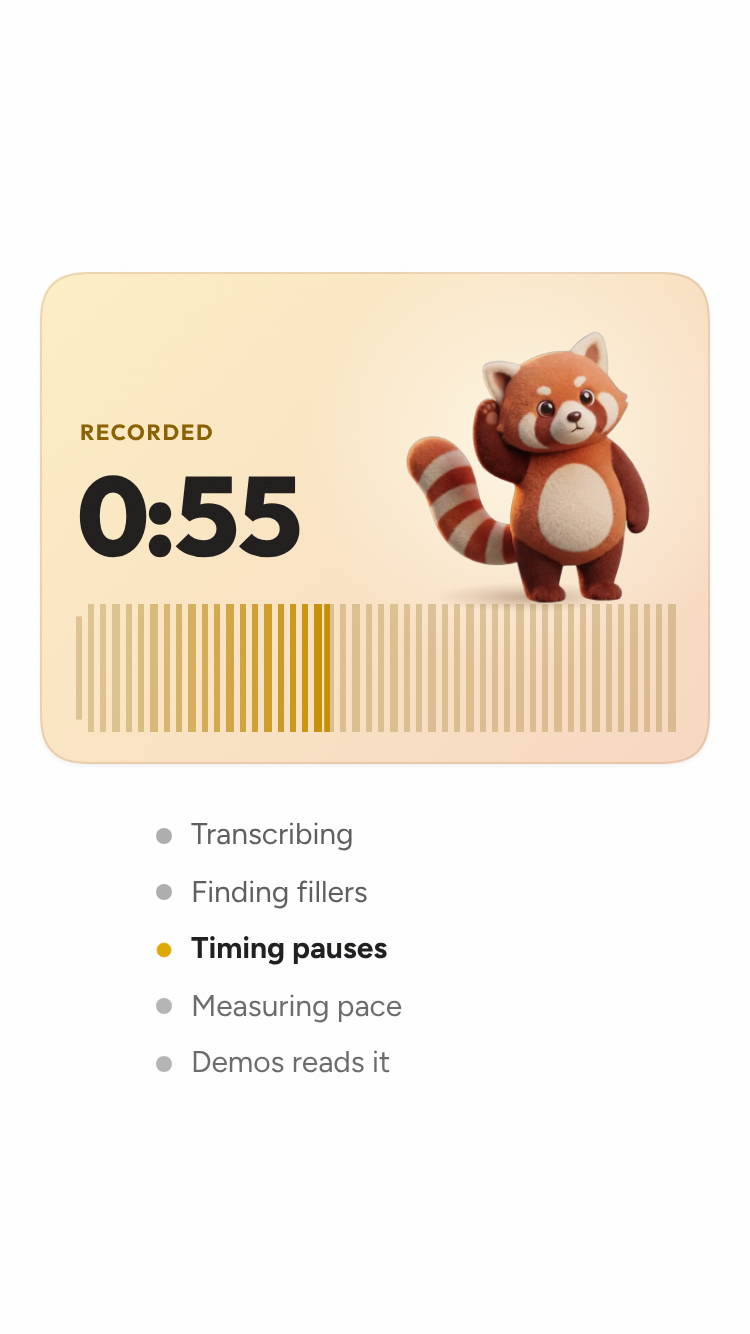 RECORDED
0:55
Transcribing
Finding fillers
Timing pauses
Measuring pace
Demos reads it